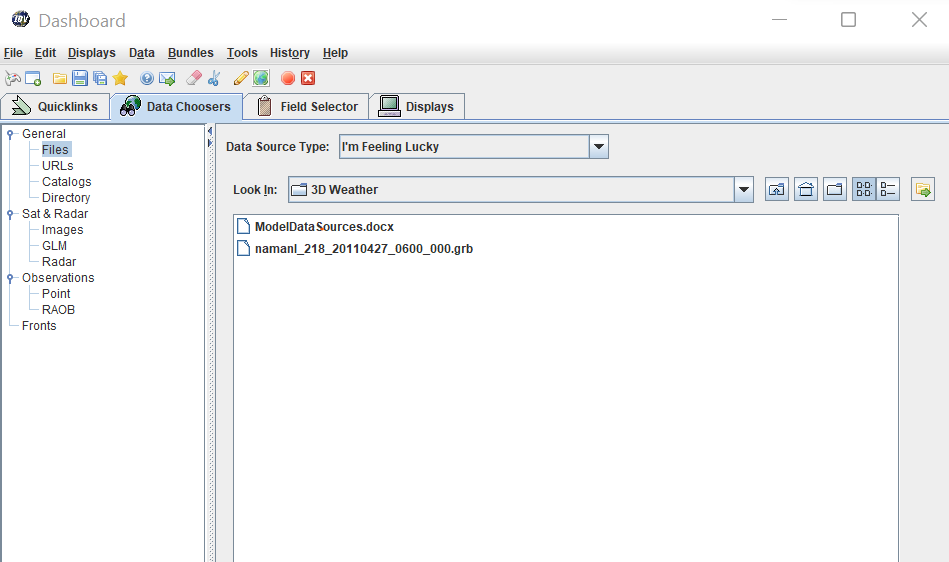 IDV Dashboard
File Edit Displays Data Bundles Tools History Help
Quicklinks Data Choosers Field Selector Displays
General
Files
URLs
Catalogs
Directory
Sat & Radar
Images
GLM
Radar
Observations
Point
RAOB
Fronts
Data Source Type: I'm Feeling Lucky
Look In: 3D Weather
ModelDataSources.docx
namanl_218_20110427_0600_000.grb